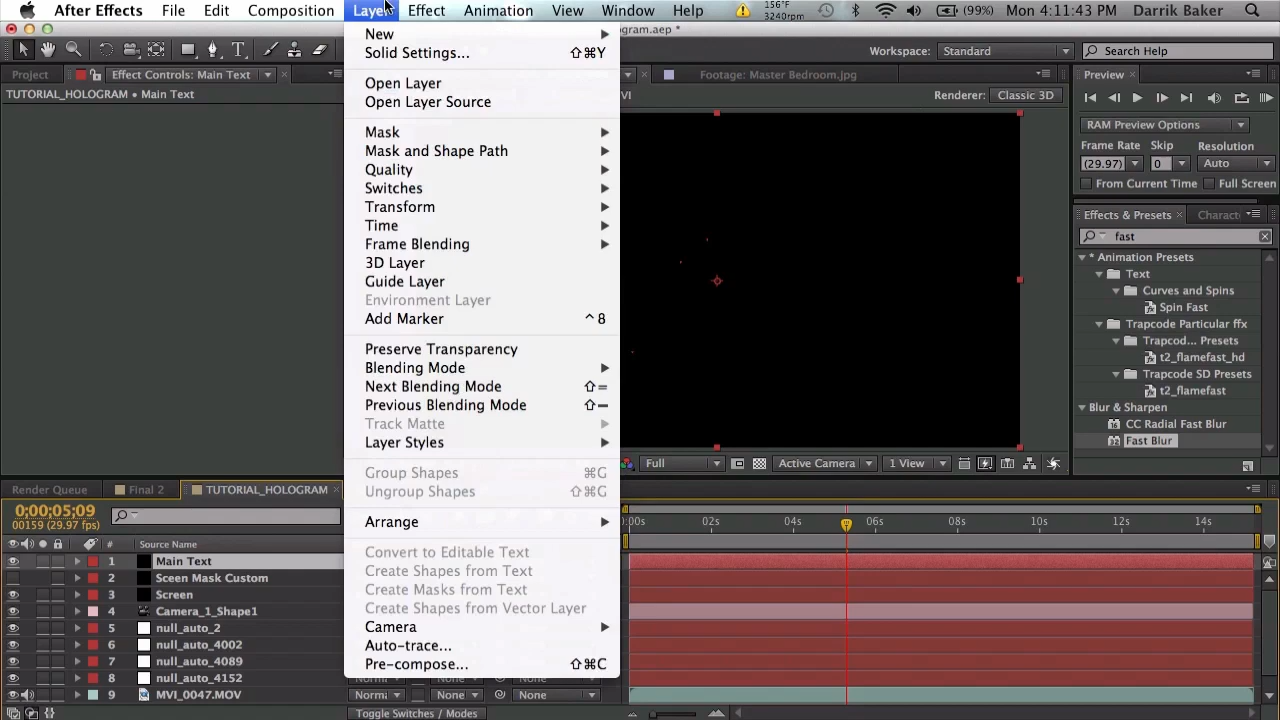 After Effects File Edit Composition Layer Effect Animation View Window Help 156°F 3240rpm (99%) Mon 4:11:43 PM Darrik Baker
ogram.aep *
Workspace: Standard Search Help
Project Effect Controls: Main Text Footage: Master Bedroom.jpg Preview
TUTORIAL_HOLOGRAM • Main Text
VI Renderer: Classic 3D
New
Solid Settings... ⇧⌘Y
Open Layer
Open Layer Source
Mask
Mask and Shape Path
Quality
Switches
Transform
Time
Frame Blending
3D Layer
Guide Layer
Environment Layer
Add Marker ^8
Preserve Transparency
Blending Mode
Next Blending Mode ⇧=
Previous Blending Mode ⇧–
Track Matte
Layer Styles
Group Shapes ⌘G
Ungroup Shapes ⇧⌘G
Arrange
Convert to Editable Text
Create Shapes from Text
Create Masks from Text
Create Shapes from Vector Layer
Camera
Auto-trace...
Pre-compose... ⇧⌘C
RAM Preview Options
Frame Rate Skip Resolution
(29.97) 0 Auto
From Current Time Full Screen
Effects & Presets Charact
fast
* Animation Presets
Text
Curves and Spins
Spin Fast
Trapcode Particular ffx
Trapcod... Presets
t2_flamefast_hd
Trapcode SD Presets
t2_flamefast
Blur & Sharpen
CC Radial Fast Blur
Fast Blur
Full Active Camera 1 View
Render Queue Final 2 TUTORIAL_HOLOGRAM
0;00;05;09
00159 (29.97 fps)
:00s 02s 04s 06s 08s 10s 12s 14s
# Source Name
1 Main Text
2 Sceen Mask Custom
3 Screen
4 Camera_1_Shape1
5 null_auto_2
6 null_auto_4002
7 null_auto_4089
8 null_auto_4152 Norma None None
9 MVI_0047.MOV Norma None None
Toggle Switches / Modes